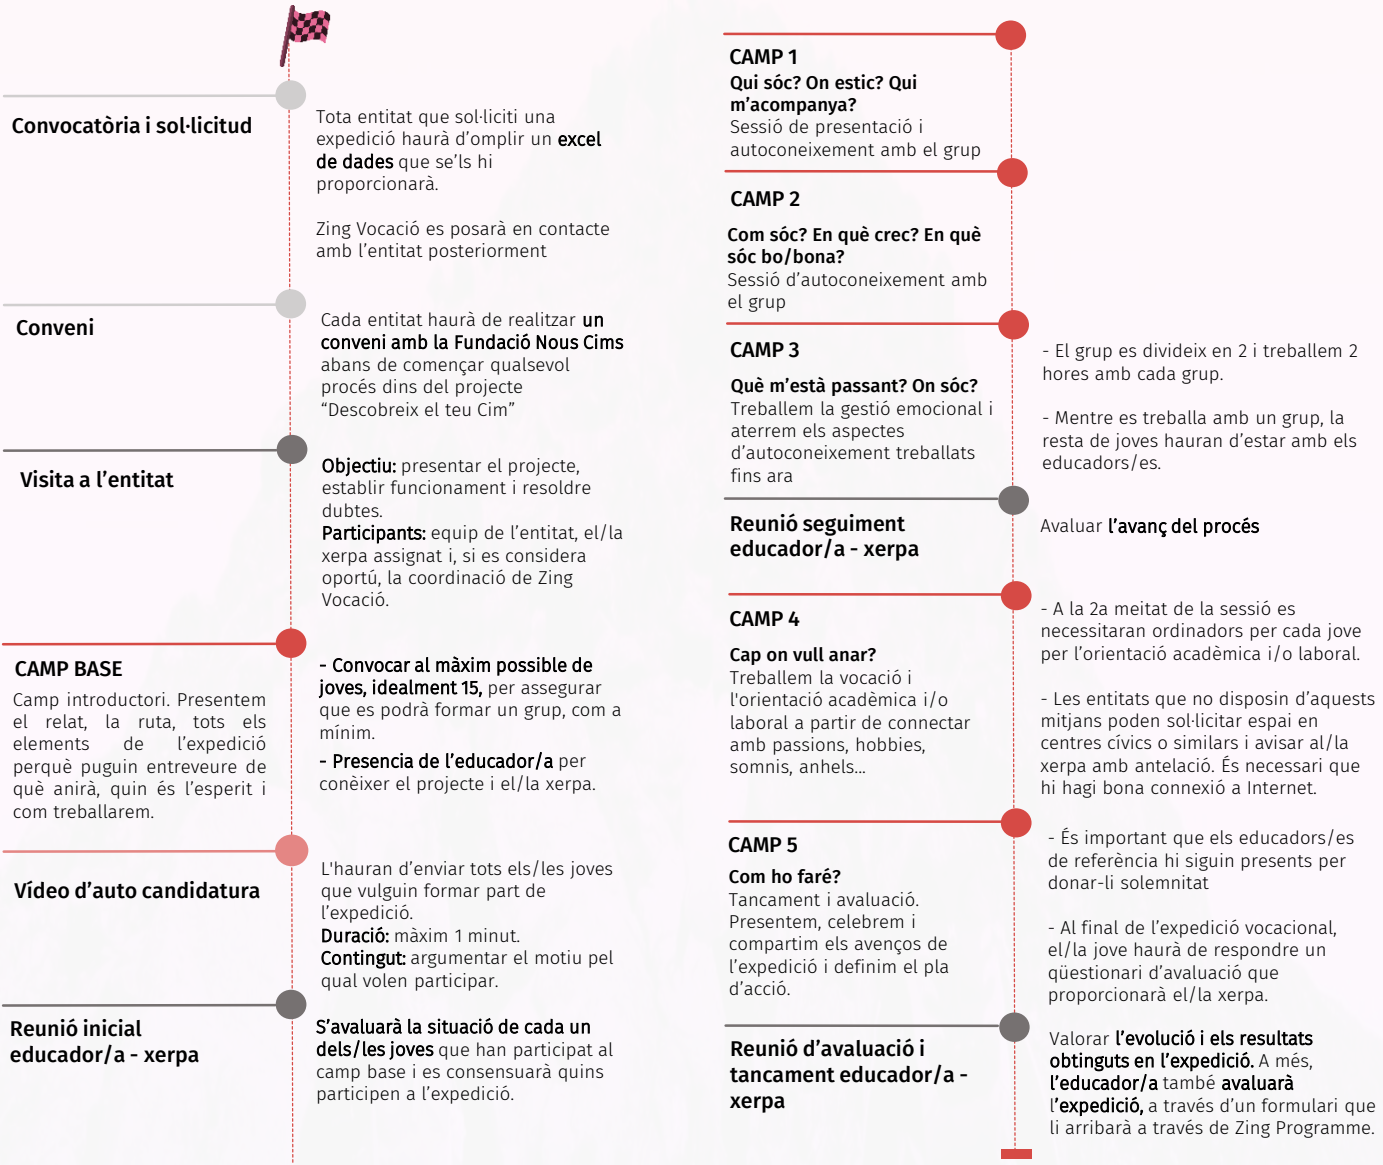 Convocatòria i sol·licitud
Tota entitat que sol·liciti una
expedició haurà d'omplir un excel
de dades que se'ls hi
proporcionarà.
Zing Vocació es posarà en contacte
amb l'entitat posteriorment
Conveni
Cada entitat haurà de realitzar un
conveni amb la Fundació Nous Cims
abans de començar qualsevol
procés dins del projecte
“Descobreix el teu Cim”
Visita a l'entitat
Objectiu: presentar el projecte,
establir funcionament i resoldre
dubtes.
Participants: equip de l'entitat, el/la
xerpa assignat i, si es considera
oportú, la coordinació de Zing
Vocació.
CAMP BASE
Camp introductori. Presentem
el relat, la ruta, tots els
elements de l'expedició
perquè puguin entreveure de
què anirà, quin és l'esperit i
com treballarem.
- Convocar al màxim possible de
joves, idealment 15, per assegurar
que es podrà formar un grup, com a
mínim.
- Presencia de l'educador/a per
conèixer el projecte i el/la xerpa.
Vídeo d'auto candidatura
L'hauran d'enviar tots els/les joves
que vulguin formar part de
l'expedició.
Duració: màxim 1 minut.
Contingut: argumentar el motiu pel
qual volen participar.
Reunió inicial
educador/a - xerpa
S'avaluarà la situació de cada un
dels/les joves que han participat al
camp base i es consensuarà quins
participen a l'expedició.
CAMP 1
Qui sóc? On estic? Qui
m'acompanya?
Sessió de presentació i
autoconeixement amb el grup
CAMP 2
Com sóc? En què crec? En què
sóc bo/bona?
Sessió d'autoconeixement amb
el grup
CAMP 3
Què m'està passant? On sóc?
Treballem la gestió emocional i
aterrem els aspectes
d'autoconeixement treballats
fins ara
- El grup es divideix en 2 i treballem 2
hores amb cada grup.
- Mentre es treballa amb un grup, la
resta de joves hauran d'estar amb els
educadors/es.
Reunió seguiment
educador/a - xerpa
Avaluar l'avanç del procés
CAMP 4
Cap on vull anar?
Treballem la vocació i
l'orientació acadèmica i/o
laboral a partir de connectar
amb passions, hobbies,
somnis, anhels...
- A la 2a meitat de la sessió es
necessitaran ordinadors per cada jove
per l'orientació acadèmica i/o laboral.
- Les entitats que no disposin d'aquests
mitjans poden sol·licitar espai en
centres cívics o similars i avisar al/la
xerpa amb antelació. És necessari que
hi hagi bona connexió a Internet.
CAMP 5
Com ho faré?
Tancament i avaluació.
Presentem, celebrem i
compartim els avenços de
l'expedició i definim el pla
d'acció.
- És important que els educadors/es
de referència hi siguin presents per
donar-li solemnitat
- Al final de l'expedició vocacional,
el/la jove haurà de respondre un
qüestionari d'avaluació que
proporcionarà el/la xerpa.
Reunió d'avaluació i
tancament educador/a -
xerpa
Valorar l'evolució i els resultats
obtinguts en l'expedició. A més,
l'educador/a també avaluarà
l'expedició, a través d'un formulari que
li arribarà a través de Zing Programme.